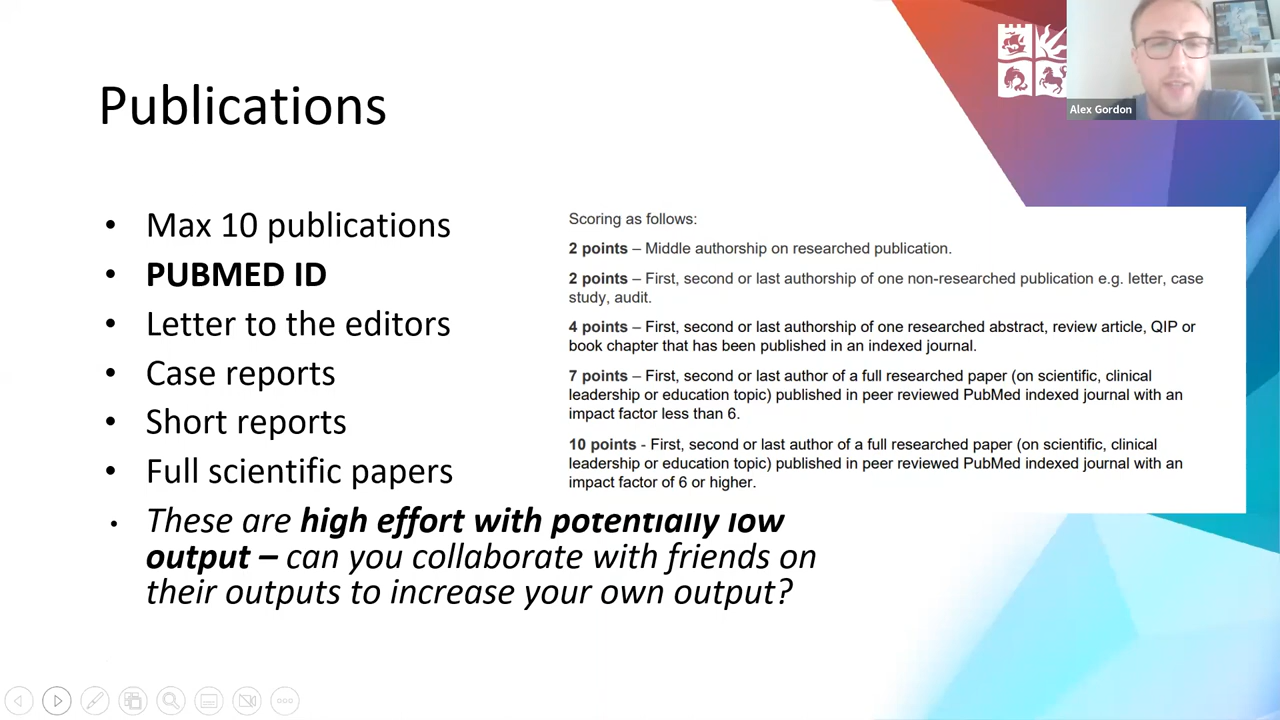 Alex Gordon
Publications
• Max 10 publications
• PUBMED ID
• Letter to the editors
• Case reports
• Short reports
• Full scientific papers
• These are high effort with potentially low
output – can you collaborate with friends on
their outputs to increase your own output?
Scoring as follows:
2 points – Middle authorship on researched publication.
2 points – First, second or last authorship of one non-researched publication e.g. letter, case
study, audit.
4 points – First, second or last authorship of one researched abstract, review article, QIP or
book chapter that has been published in an indexed journal.
7 points – First, second or last author of a full researched paper (on scientific, clinical
leadership or education topic) published in peer reviewed PubMed indexed journal with an
impact factor less than 6.
10 points - First, second or last author of a full researched paper (on scientific, clinical
leadership or education topic) published in peer reviewed PubMed indexed journal with an
impact factor of 6 or higher.